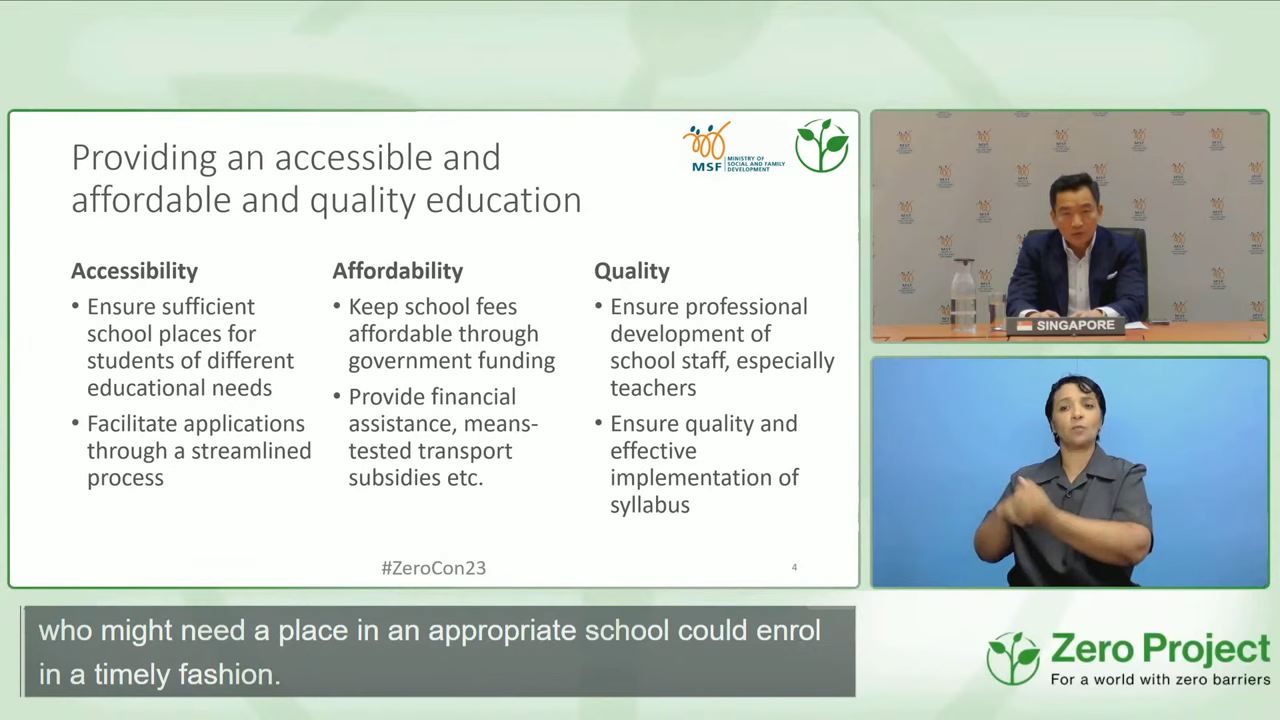 Providing an accessible and
affordable and quality education
MSF
MINISTRY OF
SOCIAL AND FAMILY
DEVELOPMENT
Accessibility
• Ensure sufficient
school places for
students of different
educational needs
• Facilitate applications
through a streamlined
process
Affordability
• Keep school fees
affordable through
government funding
• Provide financial
assistance, means-
tested transport
subsidies etc.
Quality
• Ensure professional
development of
school staff, especially
teachers
• Ensure quality and
effective
implementation of
syllabus
#ZeroCon23
4
SINGAPORE
who might need a place in an appropriate school could enrol
in a timely fashion.
Zero Project
For a world with zero barriers